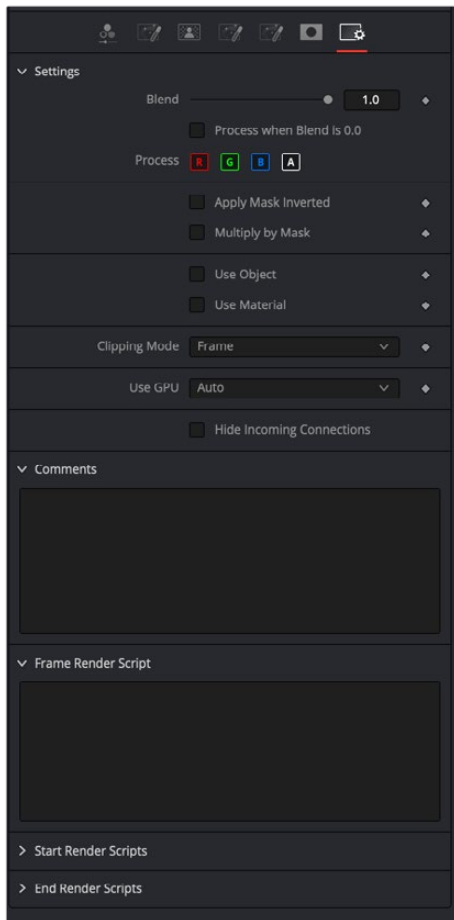 Settings
Blend 1.0
Process when Blend is 0.0
Process R G B A
Apply Mask Inverted
Multiply by Mask
Use Object
Use Material
Clipping Mode Frame
Use GPU Auto
Hide Incoming Connections
Comments
Frame Render Script
Start Render Scripts
End Render Scripts